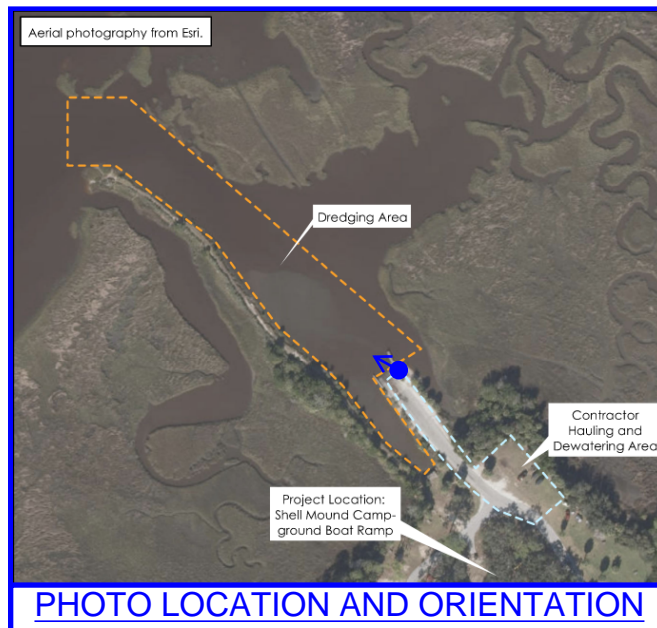 Aerial photography from Esri.
Dredging Area
Contractor
Hauling and
Dewatering Area
Project Location:
Shell Mound Camp-
ground Boat Ramp
PHOTO LOCATION AND ORIENTATION